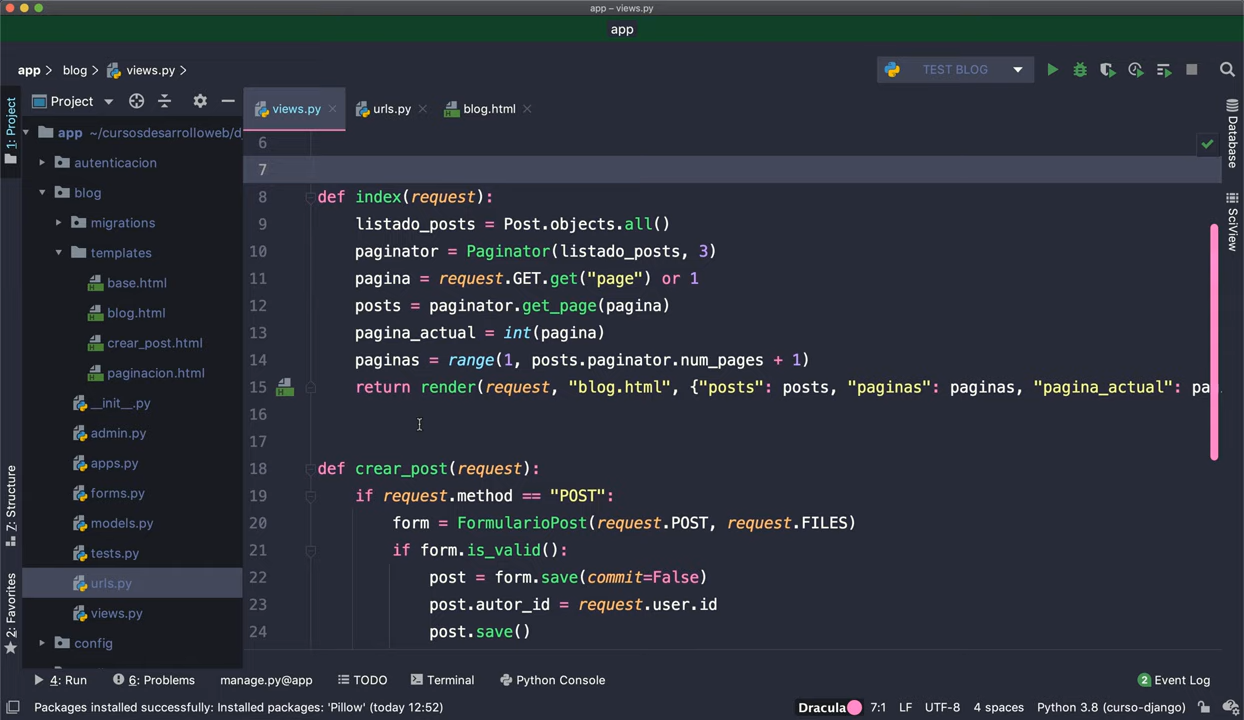 app – views.py
app
app > blog > views.py >
TEST BLOG
1: Project
Project
views.py
urls.py
blog.html
app ~/cursosdesarrolloweb/d
autenticacion
blog
migrations
templates
base.html
blog.html
crear_post.html
paginacion.html
__init__.py
admin.py
apps.py
forms.py
models.py
tests.py
urls.py
views.py
config
6
7
8 def index(request):
9 listado_posts = Post.objects.all()
10 paginator = Paginator(listado_posts, 3)
11 pagina = request.GET.get("page") or 1
12 posts = paginator.get_page(pagina)
13 pagina_actual = int(pagina)
14 paginas = range(1, posts.paginator.num_pages + 1)
15 return render(request, "blog.html", {"posts": posts, "paginas": paginas, "pagina_actual": pa
16
17
18 def crear_post(request):
19 if request.method == "POST":
20 form = FormularioPost(request.POST, request.FILES)
21 if form.is_valid():
22 post = form.save(commit=False)
23 post.autor_id = request.user.id
24 post.save()
Database
SciView
7: Structure
2: Favorites
4: Run
6: Problems
manage.py@app
TODO
Terminal
Python Console
2 Event Log
Packages installed successfully: Installed packages: 'Pillow' (today 12:52)
Dracula
7:1
LF
UTF-8
4 spaces
Python 3.8 (curso-django)